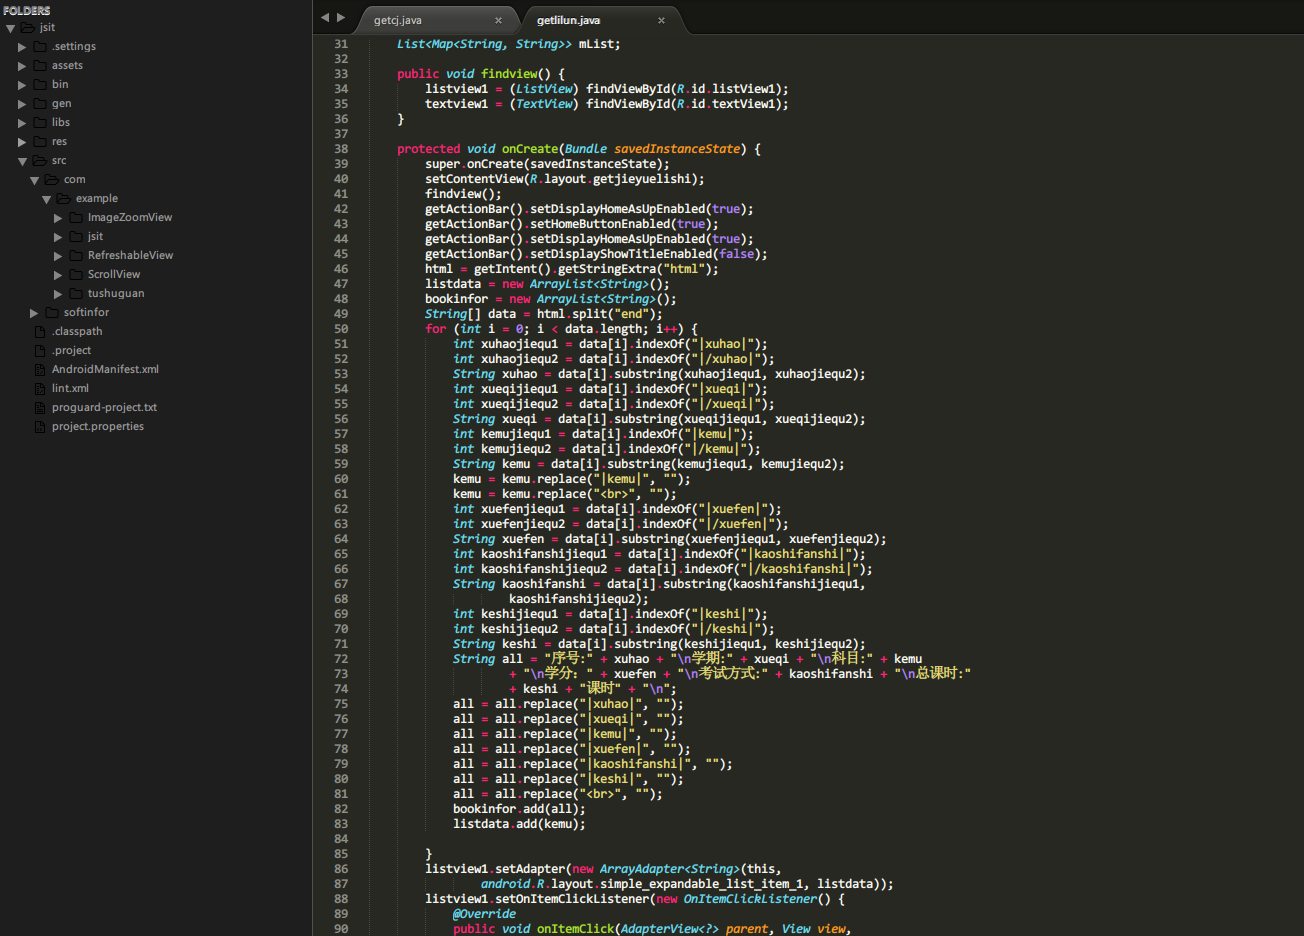 FOLDERS
jsit
.settings
assets
bin
gen
libs
res
src
com
example
ImageZoomView
jsit
RefreshableView
ScrollView
tushuguan
softinfor
.classpath
.project
AndroidManifest.xml
lint.xml
proguard-project.txt
project.properties
getcj.java × getlilun.java ×
31 List<Map<String, String>> mList;
32
33 public void findview() {
34 listview1 = (ListView) findViewById(R.id.listView1);
35 textview1 = (TextView) findViewById(R.id.textView1);
36 }
37
38 protected void onCreate(Bundle savedInstanceState) {
39 super.onCreate(savedInstanceState);
40 setContentView(R.layout.getjieyuelishi);
41 findview();
42 getActionBar().setDisplayHomeAsUpEnabled(true);
43 getActionBar().setHomeButtonEnabled(true);
44 getActionBar().setDisplayHomeAsUpEnabled(true);
45 getActionBar().setDisplayShowTitleEnabled(false);
46 html = getIntent().getStringExtra("html");
47 listdata = new ArrayList<String>();
48 bookinfor = new ArrayList<String>();
49 String[] data = html.split("end");
50 for (int i = 0; i < data.length; i++) {
51 int xuhaojiequ1 = data[i].indexOf("|xuhao|");
52 int xuhaojiequ2 = data[i].indexOf("|/xuhao|");
53 String xuhao = data[i].substring(xuhaojiequ1, xuhaojiequ2);
54 int xueqijiequ1 = data[i].indexOf("|xueqi|");
55 int xueqijiequ2 = data[i].indexOf("|/xueqi|");
56 String xueqi = data[i].substring(xueqijiequ1, xueqijiequ2);
57 int kemujiequ1 = data[i].indexOf("|kemu|");
58 int kemujiequ2 = data[i].indexOf("|/kemu|");
59 String kemu = data[i].substring(kemujiequ1, kemujiequ2);
60 kemu = kemu.replace("|kemu|", "");
61 kemu = kemu.replace("<br>", "");
62 int xuefenjiequ1 = data[i].indexOf("|xuefen|");
63 int xuefenjiequ2 = data[i].indexOf("|/xuefen|");
64 String xuefen = data[i].substring(xuefenjiequ1, xuefenjiequ2);
65 int kaoshifanshijiequ1 = data[i].indexOf("|kaoshifanshi|");
66 int kaoshifanshijiequ2 = data[i].indexOf("|/kaoshifanshi|");
67 String kaoshifanshi = data[i].substring(kaoshifanshijiequ1,
68 kaoshifanshijiequ2);
69 int keshijiequ1 = data[i].indexOf("|keshi|");
70 int keshijiequ2 = data[i].indexOf("|/keshi|");
71 String keshi = data[i].substring(keshijiequ1, keshijiequ2);
72 String all = "序号:" + xuhao + "\n学期:" + xueqi + "\n科目:" + kemu
73 + "\n学分：" + xuefen + "\n考试方式:" + kaoshifanshi + "\n总课时:"
74 + keshi + "课时" + "\n";
75 all = all.replace("|xuhao|", "");
76 all = all.replace("|xueqi|", "");
77 all = all.replace("|kemu|", "");
78 all = all.replace("|xuefen|", "");
79 all = all.replace("|kaoshifanshi|", "");
80 all = all.replace("|keshi|", "");
81 all = all.replace("<br>", "");
82 bookinfor.add(all);
83 listdata.add(kemu);
84
85 }
86 listview1.setAdapter(new ArrayAdapter<String>(this,
87 android.R.layout.simple_expandable_list_item_1, listdata));
88 listview1.setOnItemClickListener(new OnItemClickListener() {
89 @Override
90 public void onItemClick(AdapterView<?> parent, View view,